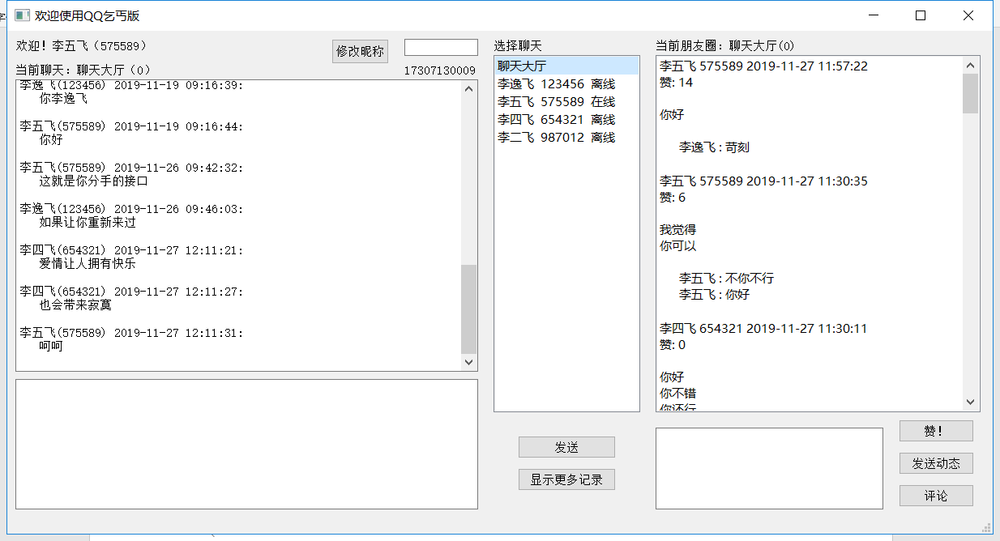 欢迎使用QQ乞丐版
欢迎！李五飞（575589）
修改昵称
当前聊天：聊天大厅（0）
17307130009
李逸飞(123456) 2019-11-19 09:16:39:
你李逸飞
李五飞(575589) 2019-11-19 09:16:44:
你好
李五飞(575589) 2019-11-26 09:42:32:
这就是你分手的接口
李逸飞(123456) 2019-11-26 09:46:03:
如果让你重新来过
李四飞(654321) 2019-11-27 12:11:21:
爱情让人拥有快乐
李四飞(654321) 2019-11-27 12:11:27:
也会带来寂寞
李五飞(575589) 2019-11-27 12:11:31:
呵呵
选择聊天
聊天大厅
李逸飞 123456 离线
李五飞 575589 在线
李四飞 654321 离线
李二飞 987012 离线
发送
显示更多记录
当前朋友圈：聊天大厅(0)
李五飞 575589 2019-11-27 11:57:22
赞: 14
你好
李逸飞 : 苛刻
李五飞 575589 2019-11-27 11:30:35
赞: 6
我觉得
你可以
李五飞 : 不你不行
李五飞 : 你好
李四飞 654321 2019-11-27 11:30:11
赞: 0
你好
你不错
你还行
赞！
发送动态
评论